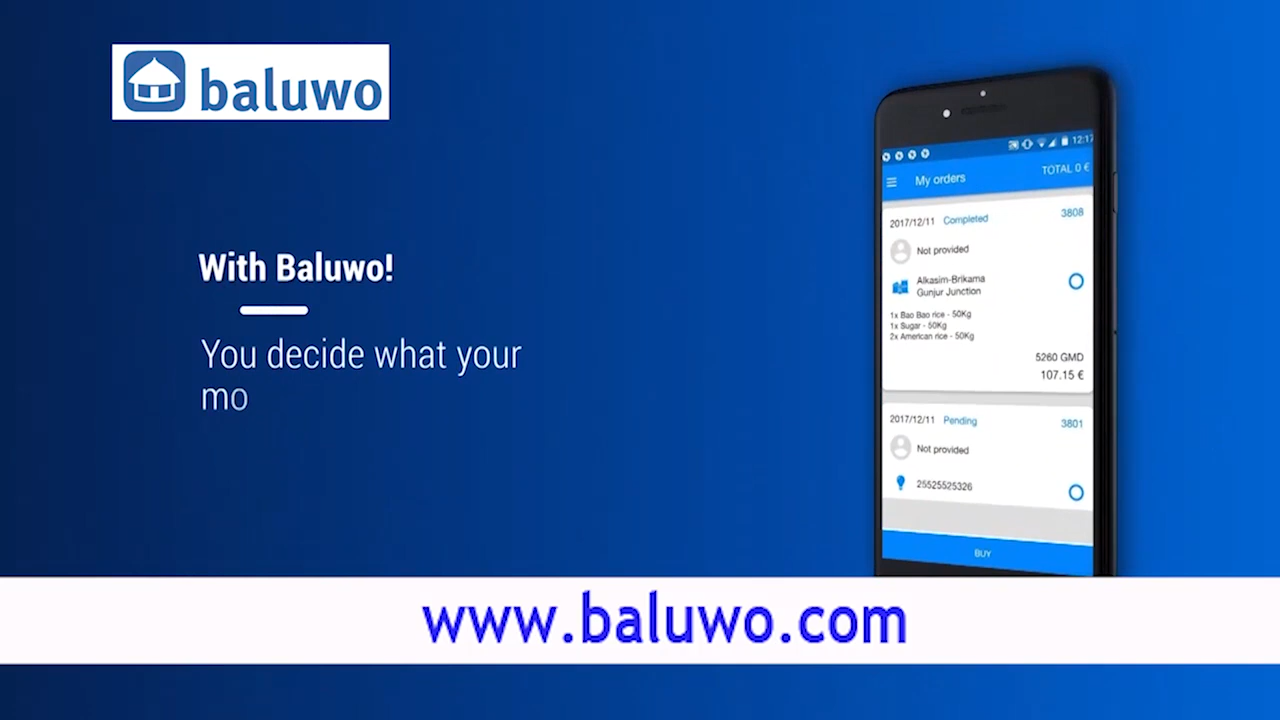 baluwo
With Baluwo!
You decide what your
mo
12:17
My orders
TOTAL 0 €
2017/12/11 Completed 3808
Not provided
Alkasim-Brikama
Gunjur Junction
1x Bao Bao rice - 50Kg
1x Sugar - 50Kg
2x American rice - 50Kg
5260 GMD
107.15 €
2017/12/11 Pending 3801
Not provided
25525525326
BUY
www.baluwo.com